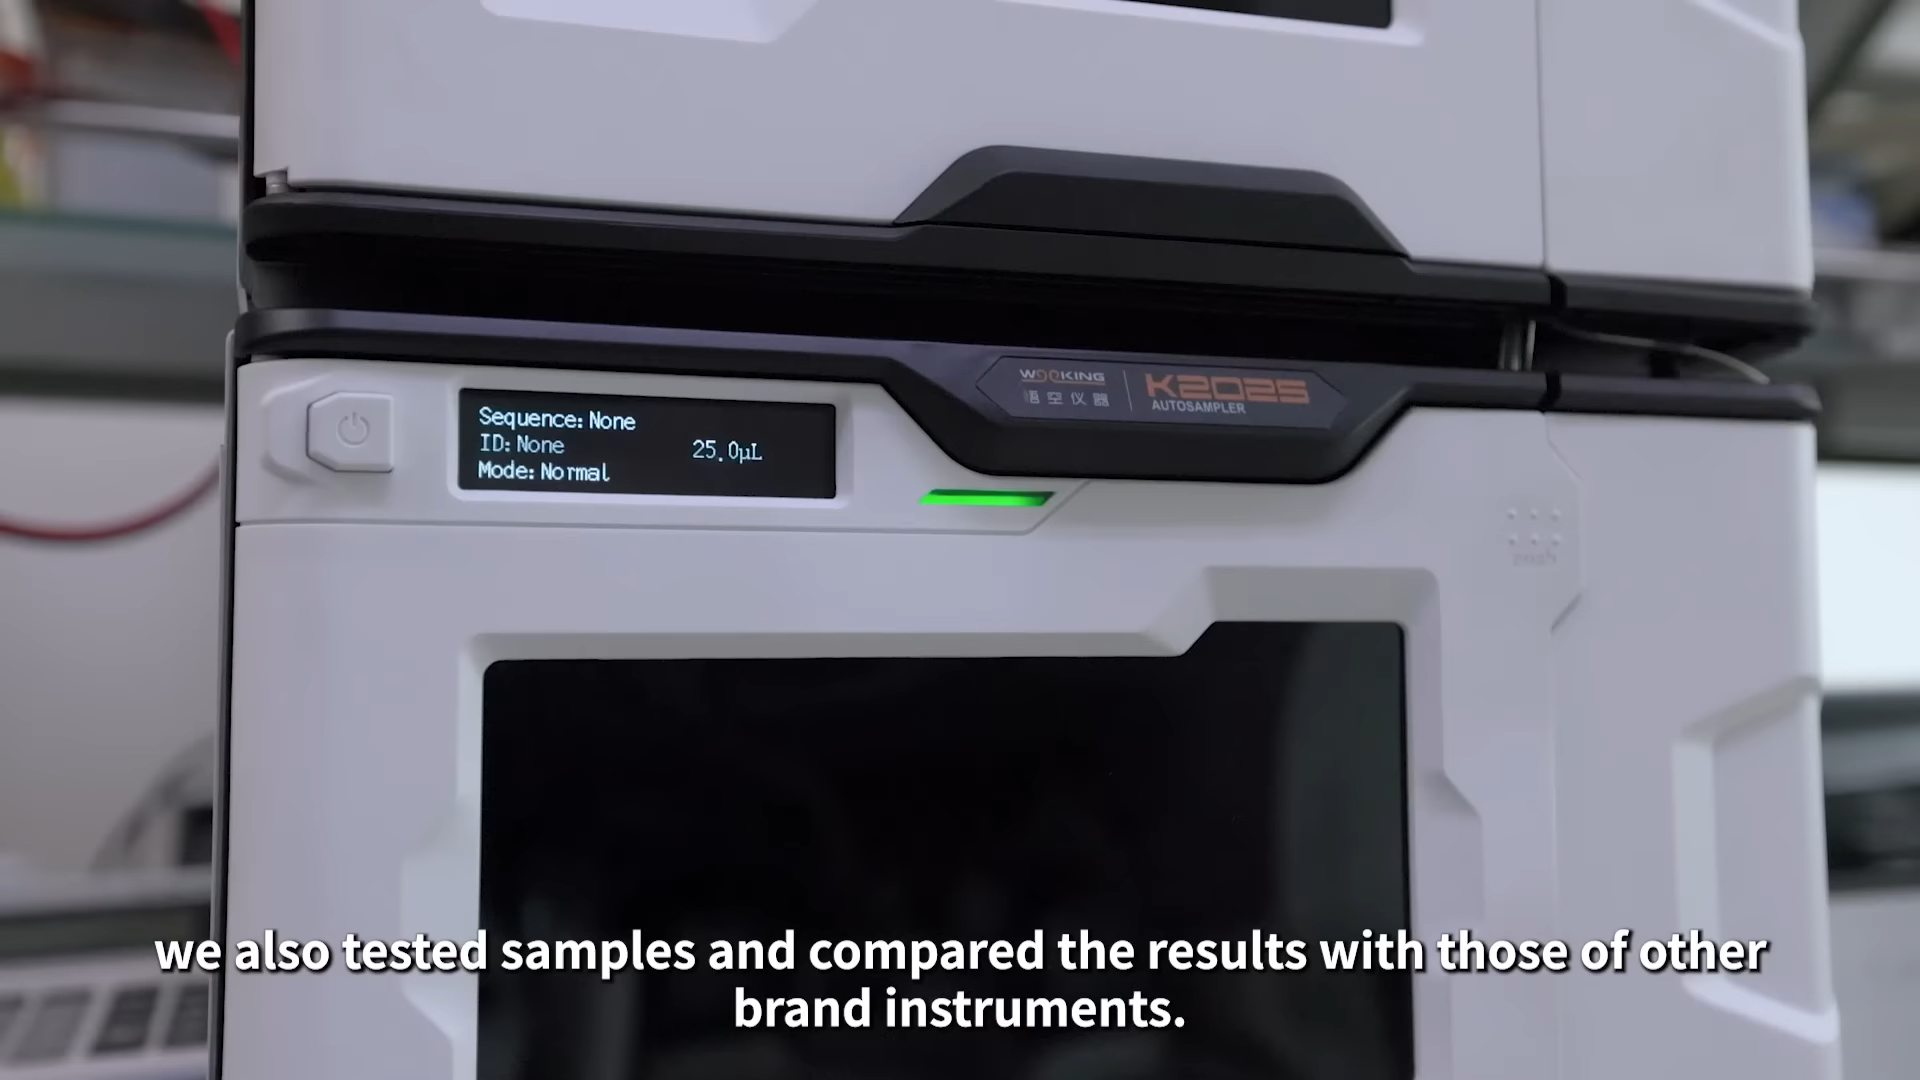 WOOKING
悟空仪器
K2025
AUTOSAMPLER
Sequence: None
ID: None
25.0µL
Mode: Normal
push
we also tested samples and compared the results with those of other
brand instruments.